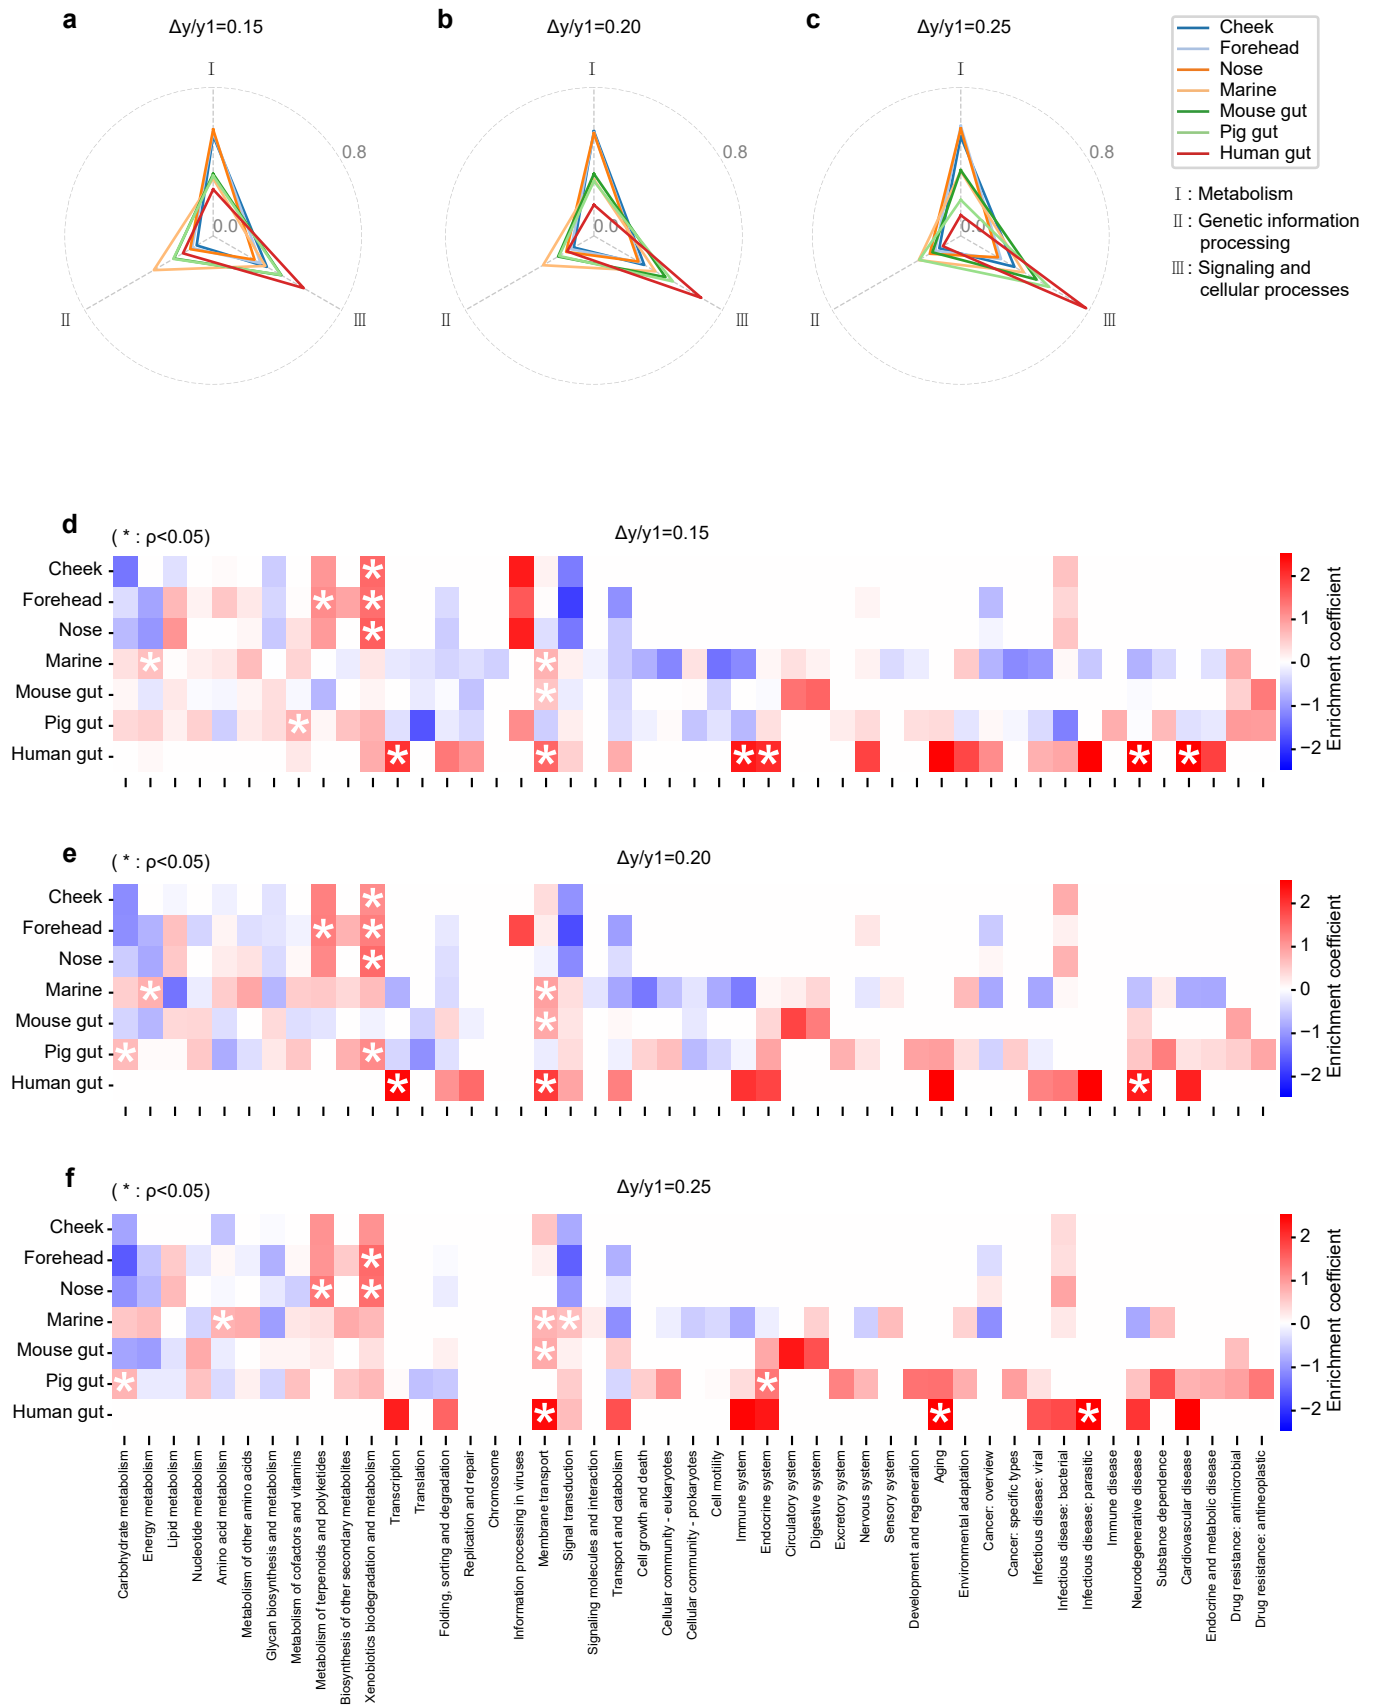 a
Δy/y1=0.15
Ⅰ
0.8
0.0
Ⅱ
Ⅲ
b
Δy/y1=0.20
Ⅰ
0.8
0.0
Ⅱ
Ⅲ
c
Δy/y1=0.25
Ⅰ
0.8
0.0
Ⅱ
Ⅲ
Cheek
Forehead
Nose
Marine
Mouse gut
Pig gut
Human gut
Ⅰ : Metabolism
Ⅱ : Genetic information
processing
Ⅲ : Signaling and
cellular processes
d
( * : ρ<0.05)
Δy/y1=0.15
Cheek
Forehead
Nose
Marine
Mouse gut
Pig gut
Human gut
2
1
0
−1
−2
Enrichment coefficient
e
( * : ρ<0.05)
Δy/y1=0.20
Cheek
Forehead
Nose
Marine
Mouse gut
Pig gut
Human gut
2
1
0
−1
−2
Enrichment coefficient
f
( * : ρ<0.05)
Δy/y1=0.25
Cheek
Forehead
Nose
Marine
Mouse gut
Pig gut
Human gut
2
1
0
−1
−2
Enrichment coefficient
Carbohydrate metabolism
Energy metabolism
Lipid metabolism
Nucleotide metabolism
Amino acid metabolism
Metabolism of other amino acids
Glycan biosynthesis and metabolism
Metabolism of cofactors and vitamins
Metabolism of terpenoids and polyketides
Biosynthesis of other secondary metabolites
Xenobiotics biodegradation and metabolism
Transcription
Translation
Folding, sorting and degradation
Replication and repair
Chromosome
Information processing in viruses
Membrane transport
Signal transduction
Signaling molecules and interaction
Transport and catabolism
Cell growth and death
Cellular community - eukaryotes
Cellular community - prokaryotes
Cell motility
Immune system
Endocrine system
Circulatory system
Digestive system
Excretory system
Nervous system
Sensory system
Development and regeneration
Aging
Environmental adaptation
Cancer: overview
Cancer: specific types
Infectious disease: viral
Infectious disease: bacterial
Infectious disease: parasitic
Immune disease
Neurodegenerative disease
Substance dependence
Cardiovascular disease
Endocrine and metabolic disease
Drug resistance: antimicrobial
Drug resistance: antineoplastic